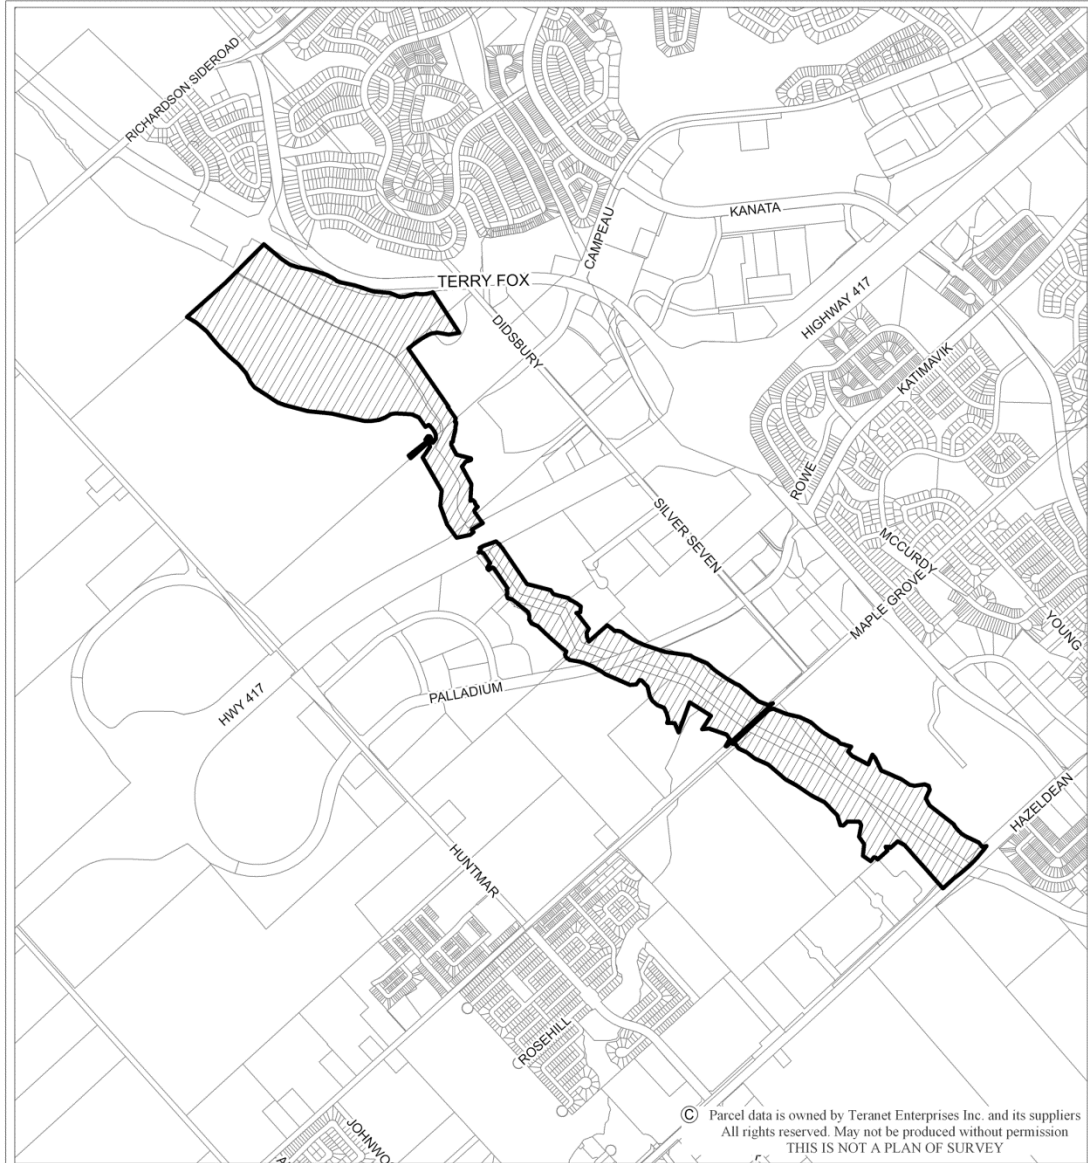 RICHARDSON SIDEROAD
KANATA
CAMPEAU
TERRY FOX
HIGHWAY 417
DIDSBURY
KATIMAVIK
ROWE
SILVER SEVEN
MCCURDY
MAPLE GROVE
YOUNG
PALLADIUM
HWY 417
HAZELDEAN
HUNTMAR
ROSEHILL
© Parcel data is owned by Teranet Enterprises Inc. and its suppliers
All rights reserved. May not be produced without permission
THIS IS NOT A PLAN OF SURVEY